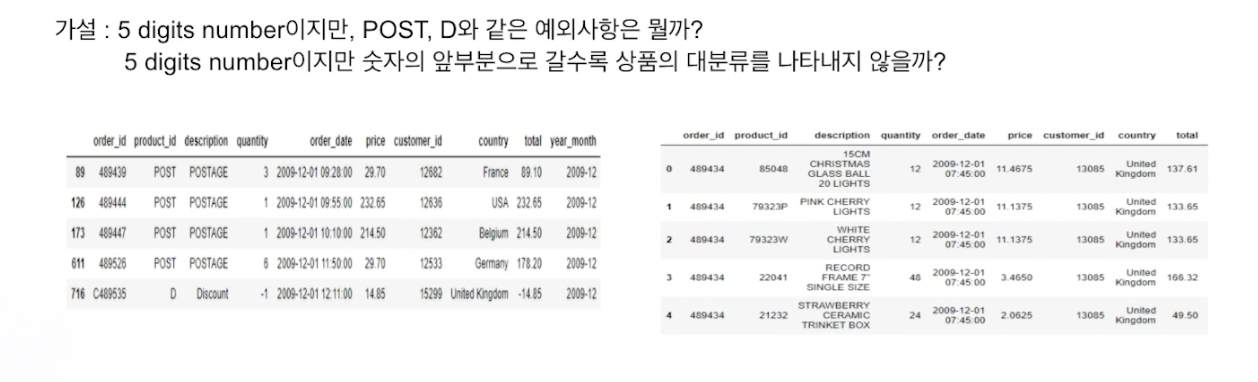 가설 : 5 digits number이지만, POST, D와 같은 예외사항은 뭘까?
5 digits number이지만 숫자의 앞부분으로 갈수록 상품의 대분류를 나타내지 않을까?
order_id product_id description quantity order_date price customer_id country total year_month
89 489439 POST POSTAGE 3 2009-12-01 09:28:00 29.70 12682 France 89.10 2009-12
126 489444 POST POSTAGE 1 2009-12-01 09:55:00 232.65 12636 USA 232.65 2009-12
173 489447 POST POSTAGE 1 2009-12-01 10:10:00 214.50 12362 Belgium 214.50 2009-12
611 489526 POST POSTAGE 6 2009-12-01 11:50:00 29.70 12533 Germany 178.20 2009-12
716 C489535 D Discount -1 2009-12-01 12:11:00 14.85 15299 United Kingdom -14.85 2009-12
order_id product_id description quantity order_date price customer_id country total
15CM
CHRISTMAS
GLASS BALL
20 LIGHTS
0 489434 85048 12 2009-12-01 07:45:00 11.4675 13085 United Kingdom 137.61
PINK CHERRY
LIGHTS
1 489434 79323P 12 2009-12-01 07:45:00 11.1375 13085 United Kingdom 133.65
WHITE
CHERRY
LIGHTS
2 489434 79323W 12 2009-12-01 07:45:00 11.1375 13085 United Kingdom 133.65
RECORD
FRAME 7"
SINGLE SIZE
3 489434 22041 48 2009-12-01 07:45:00 3.4650 13085 United Kingdom 166.32
STRAWBERRY
CERAMIC
TRINKET BOX
4 489434 21232 24 2009-12-01 07:45:00 2.0625 13085 United Kingdom 49.50